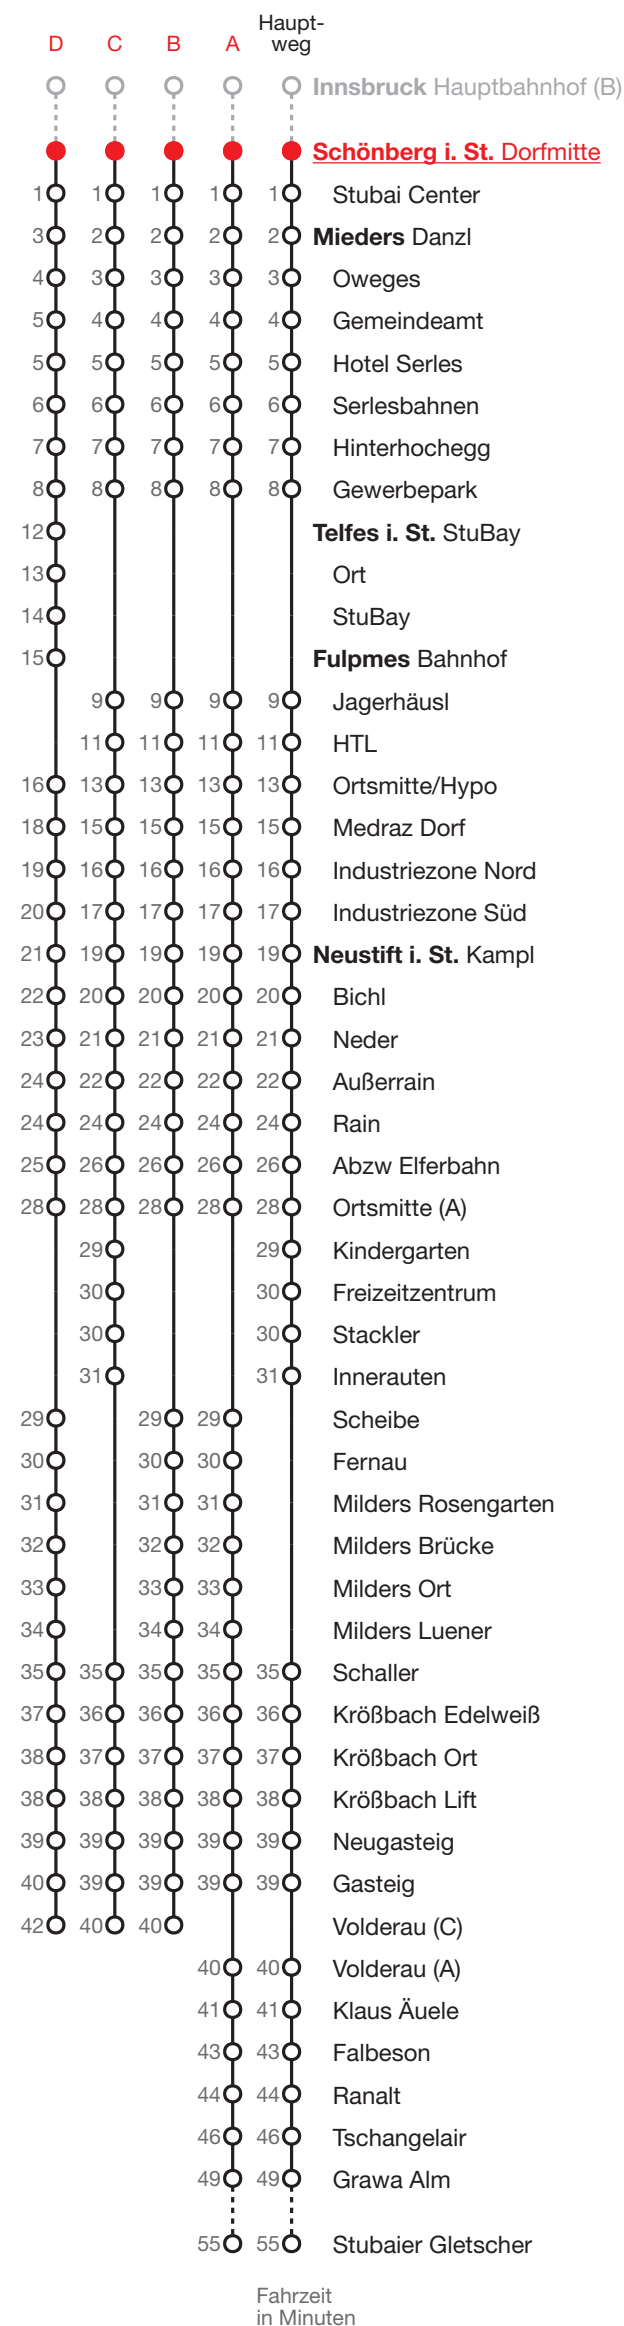 Haupt-
D C B A weg
Innsbruck Hauptbahnhof (B)
Schönberg i. St. Dorfmitte
1 1 1 1 1 Stubai Center
3 2 2 2 2 Mieders Danzl
4 3 3 3 3 Oweges
5 4 4 4 4 Gemeindeamt
5 5 5 5 5 Hotel Serles
6 6 6 6 6 Serlesbahnen
7 7 7 7 7 Hinterhochegg
8 8 8 8 8 Gewerbepark
12 Telfes i. St. StuBay
13 Ort
14 StuBay
15 Fulpmes Bahnhof
9 9 9 9 Jagerhäusl
11 11 11 11 HTL
16 13 13 13 13 Ortsmitte/Hypo
18 15 15 15 15 Medraz Dorf
19 16 16 16 16 Industriezone Nord
20 17 17 17 17 Industriezone Süd
21 19 19 19 19 Neustift i. St. Kampl
22 20 20 20 20 Bichl
23 21 21 21 21 Neder
24 22 22 22 22 Außerrain
24 24 24 24 24 Rain
25 26 26 26 26 Abzw Elferbahn
28 28 28 28 28 Ortsmitte (A)
29 29 Kindergarten
30 30 Freizeitzentrum
30 30 Stackler
31 31 Innerauten
29 29 29 Scheibe
30 30 30 Fernau
31 31 31 Milders Rosengarten
32 32 32 Milders Brücke
33 33 33 Milders Ort
34 34 34 Milders Luener
35 35 35 35 35 Schaller
37 36 36 36 36 Krößbach Edelweiß
38 37 37 37 37 Krößbach Ort
38 38 38 38 38 Krößbach Lift
39 39 39 39 39 Neugasteig
40 39 39 39 39 Gasteig
42 40 40 Volderau (C)
40 40 Volderau (A)
41 41 Klaus Äuele
43 43 Falbeson
44 44 Ranalt
46 46 Tschangelair
49 49 Grawa Alm
55 55 Stubaier Gletscher
Fahrzeit
in Minuten